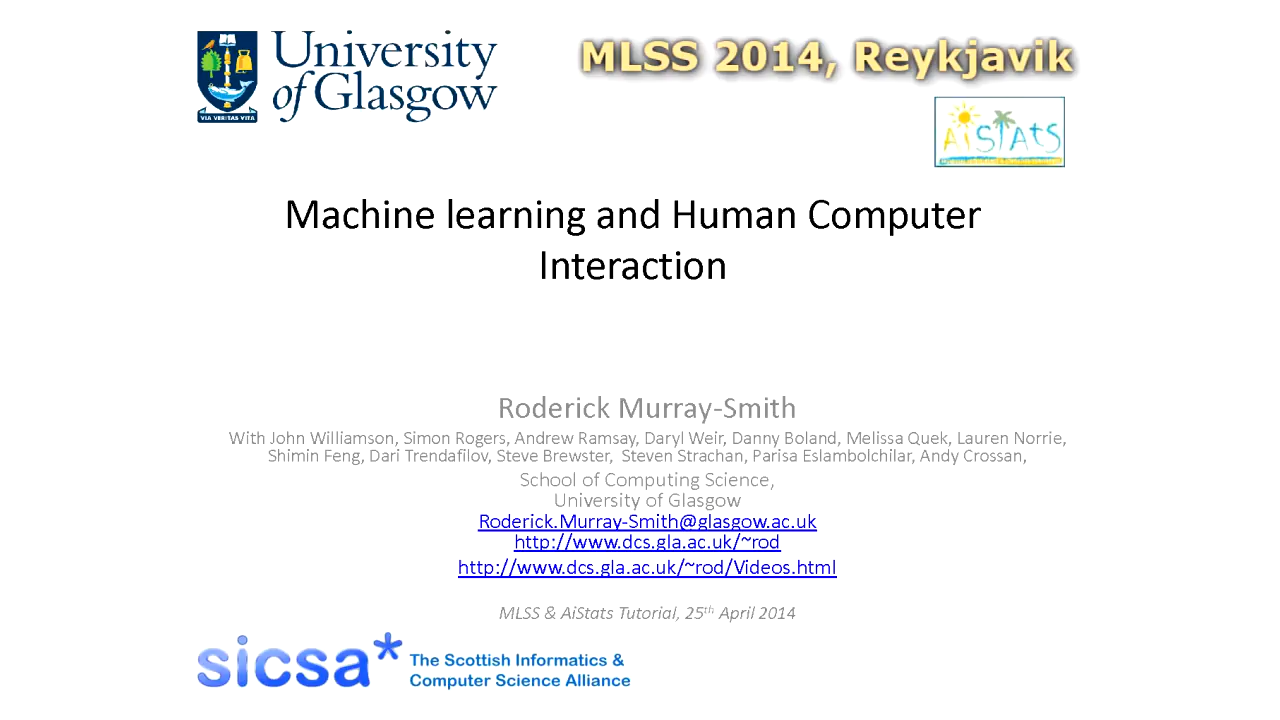 University
of Glasgow
VIA VERITAS VITA
MLSS 2014, Reykjavik
AiStAtS
Machine learning and Human Computer
Interaction
Roderick Murray-Smith
With John Williamson, Simon Rogers, Andrew Ramsay, Daryl Weir, Danny Boland, Melissa Quek, Lauren Norrie,
Shimin Feng, Dari Trendafilov, Steve Brewster,  Steven Strachan, Parisa Eslambolchilar, Andy Crossan,
School of Computing Science,
University of Glasgow
Roderick.Murray-Smith@glasgow.ac.uk
http://www.dcs.gla.ac.uk/~rod
http://www.dcs.gla.ac.uk/~rod/Videos.html
MLSS & AiStats Tutorial, 25th April 2014
sicsa*
The Scottish Informatics &
Computer Science Alliance